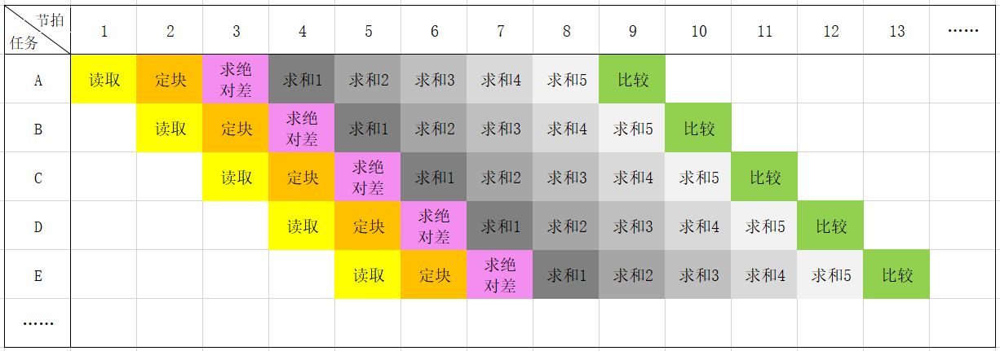 节拍
任务
1 2 3 4 5 6 7 8 9 10 11 12 13 ……
A 读取 定块 求绝对差 求和1 求和2 求和3 求和4 求和5 比较
B 读取 定块 求绝对差 求和1 求和2 求和3 求和4 求和5 比较
C 读取 定块 求绝对差 求和1 求和2 求和3 求和4 求和5 比较
D 读取 定块 求绝对差 求和1 求和2 求和3 求和4 求和5 比较
E 读取 定块 求绝对差 求和1 求和2 求和3 求和4 求和5 比较
……